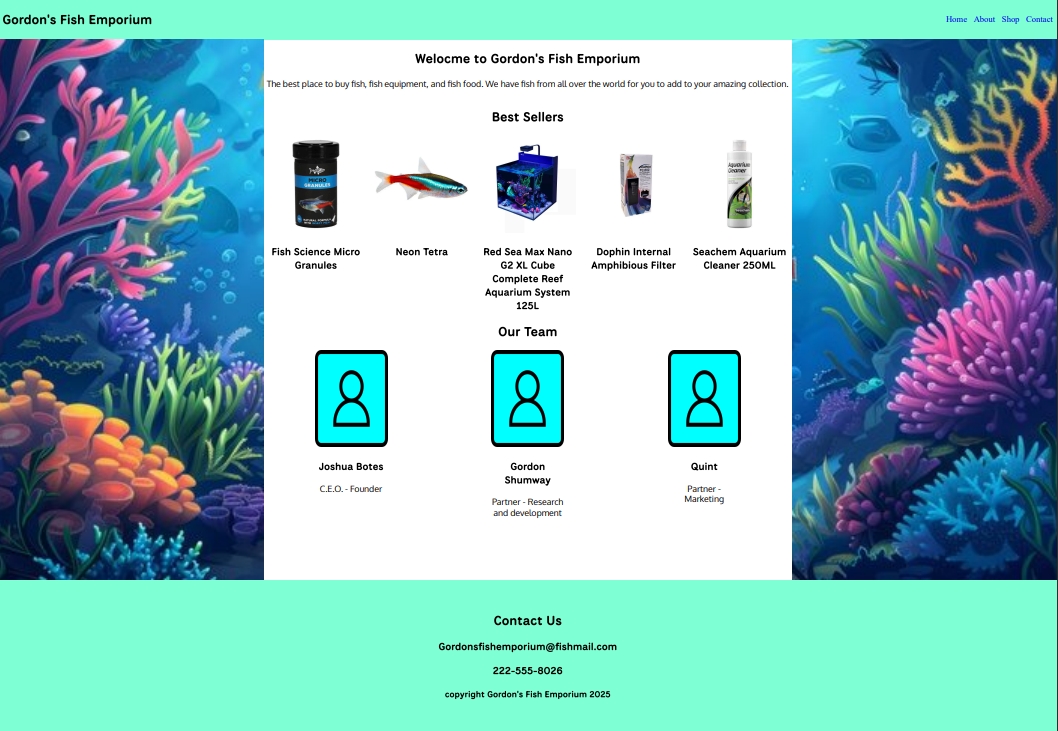 Gordon's Fish Emporium
Home About Shop Contact
Welocme to Gordon's Fish Emporium
The best place to buy fish, fish equipment, and fish food. We have fish from all over the world for you to add to your amazing collection.
Best Sellers
MICRO
GRANULES
Aquarium
Cleaner
Fish Science Micro
Granules
Neon Tetra
Red Sea Max Nano
G2 XL Cube
Complete Reef
Aquarium System
125L
Dophin Internal
Amphibious Filter
Seachem Aquarium
Cleaner 250ML
Our Team
Joshua Botes
C.E.O. - Founder
Gordon
Shumway
Partner - Research
and development
Quint
Partner -
Marketing
Contact Us
Gordonsfishemporium@fishmail.com
222-555-8026
copyright Gordon's Fish Emporium 2025